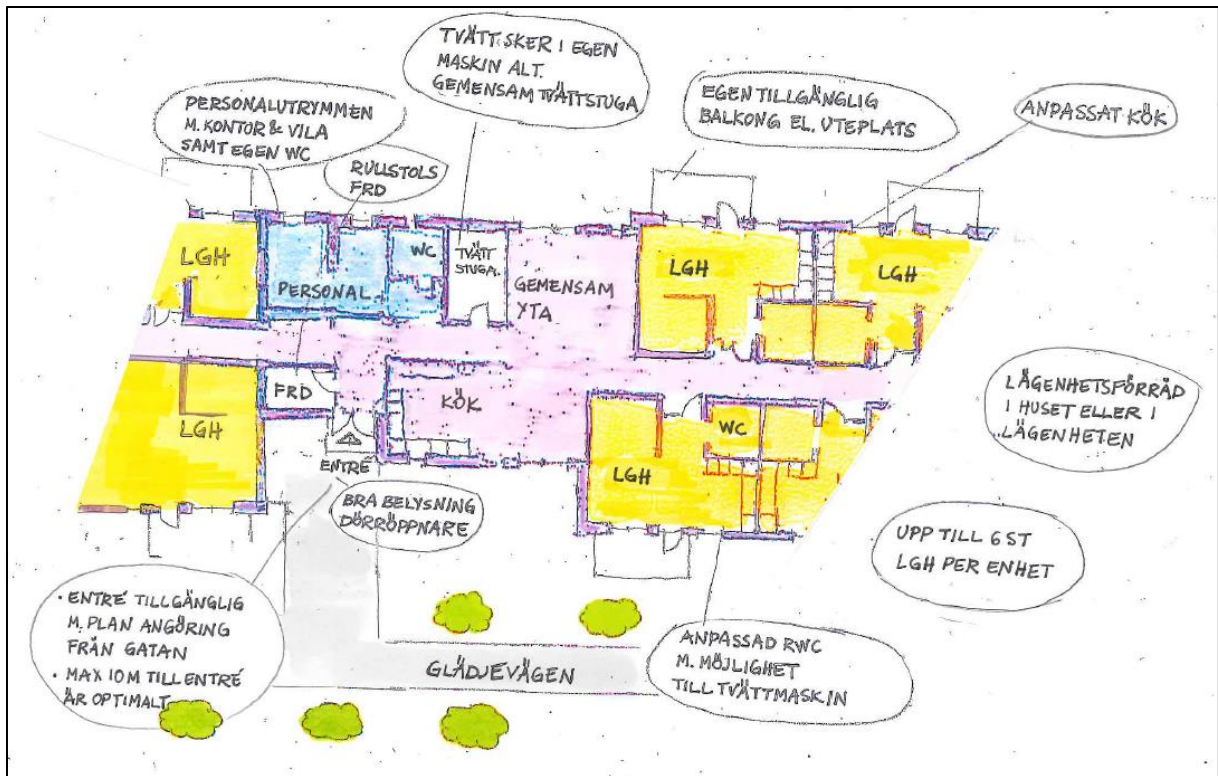 TVÄTT SKER I EGEN
MASKIN ALT.
GEMENSAM TVÄTTSTUGA
PERSONALUTRYMMEN
M. KONTOR & VILA
SAMT EGEN WC
RULLSTOLS
FRD
EGEN TILLGÄNGLIG
BALKONG EL. UTEPLATS
ANPASSAT KÖK
LGH
PERSONAL
WC
TVÄTT
STUGA
GEMENSAM
YTA
LGH
LGH
LGH
FRD
KÖK
ENTRÉ
LGH
WC
LÄGENHETSFÖRRÅD
I HUSET ELLER I
LÄGENHETEN
BRA BELYSNING
DÖRRÖPPNARE
UPP TILL 6 ST
LGH PER ENHET
• ENTRÉ TILLGÄNGLIG
M. PLAN ANGÖRING
FRÅN GATAN
• MAX 10 M TILL ENTRÉ
ÄR OPTIMALT
GLÄDJEVÄGEN
ANPASSAD RWC
M. MÖJLIGHET
TILL TVÄTTMASKIN